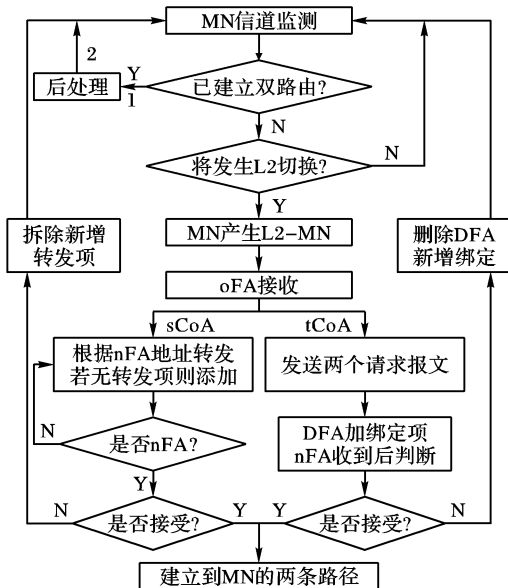 MN信道监测
2
后处理
Y
1
已建立双路由?
N
将发生L2切换?
N
Y
拆除新增
转发项
MN产生L2-MN
删除DFA
新增绑定
oFA接收
sCoA
tCoA
根据nFA地址转发
若无转发项则添加
发送两个请求报文
N
是否nFA?
DFA加绑定项
nFA收到后判断
Y
N
是否接受?
Y
Y
是否接受?
N
建立到MN的两条路径